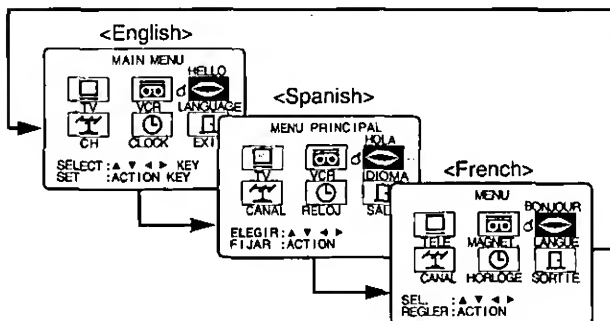 <English>
MAIN MENU
HELLO
TV VCR LANGUAGE
CH CLOCK EXIT
SELECT :▲ ▼ ◄ ► KEY
SET :ACTION KEY
<Spanish>
MENU PRINCIPAL
HOLA
TV VCR IDIOMA
CANAL RELOJ SAL
ELEGIR:▲ ▼ ◄ ►
FIJAR :ACTION
<French>
MENU
BONJOUR
TELE MAGNET. LANGUE
CANAL HORLOGE SORTIE
SEL. :▲ ▼ ◄ ►
REGLER:ACTION